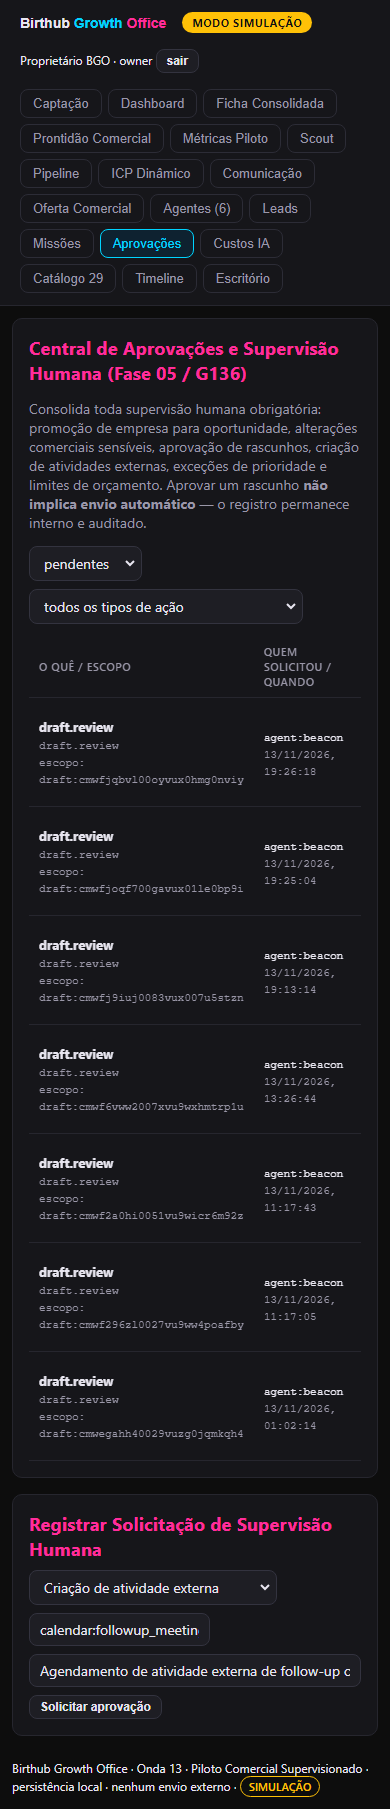 Birthub Growth Office MODO SIMULAÇÃO
Proprietário BGO · owner sair
Captação Dashboard Ficha Consolidada
Prontidão Comercial Métricas Piloto Scout
Pipeline ICP Dinâmico Comunicação
Oferta Comercial Agentes (6) Leads
Missões Aprovações Custos IA
Catálogo 29 Timeline Escritório
Central de Aprovações e Supervisão
Humana (Fase 05 / G136)
Consolida toda supervisão humana obrigatória:
promoção de empresa para oportunidade, alterações
comerciais sensíveis, aprovação de rascunhos, criação
de atividades externas, exceções de prioridade e
limites de orçamento. Aprovar um rascunho não
implica envio automático — o registro permanece
interno e auditado.
pendentes
todos os tipos de ação
O QUÊ / ESCOPO
QUEM
SOLICITOU /
QUANDO
draft.review
draft.review
escopo:
draft:cmwfjqbvl00oyvux0hmg0nviy
agent:beacon
13/11/2026,
19:26:18
draft.review
draft.review
escopo:
draft:cmwfjoqf700gavux01le0bp9i
agent:beacon
13/11/2026,
19:25:04
draft.review
draft.review
escopo:
draft:cmwfj9iuj0083vux007u5stzn
agent:beacon
13/11/2026,
19:13:14
draft.review
draft.review
escopo:
draft:cmwf6vww2007xvu9wxhmtrp1u
agent:beacon
13/11/2026,
13:26:44
draft.review
draft.review
escopo:
draft:cmwf2a0hi0051vu9wicr6m92z
agent:beacon
13/11/2026,
11:17:43
draft.review
draft.review
escopo:
draft:cmwf296zl0027vu9ww4poafby
agent:beacon
13/11/2026,
11:17:05
draft.review
draft.review
escopo:
draft:cmwegahh40029vuzg0jqmkqh4
agent:beacon
13/11/2026,
01:02:14
Registrar Solicitação de Supervisão
Humana
Criação de atividade externa
calendar:followup_meetin
Agendamento de atividade externa de follow-up c
Solicitar aprovação
Birthub Growth Office · Onda 13 · Piloto Comercial Supervisionado ·
persistência local · nenhum envio externo · SIMULAÇÃO